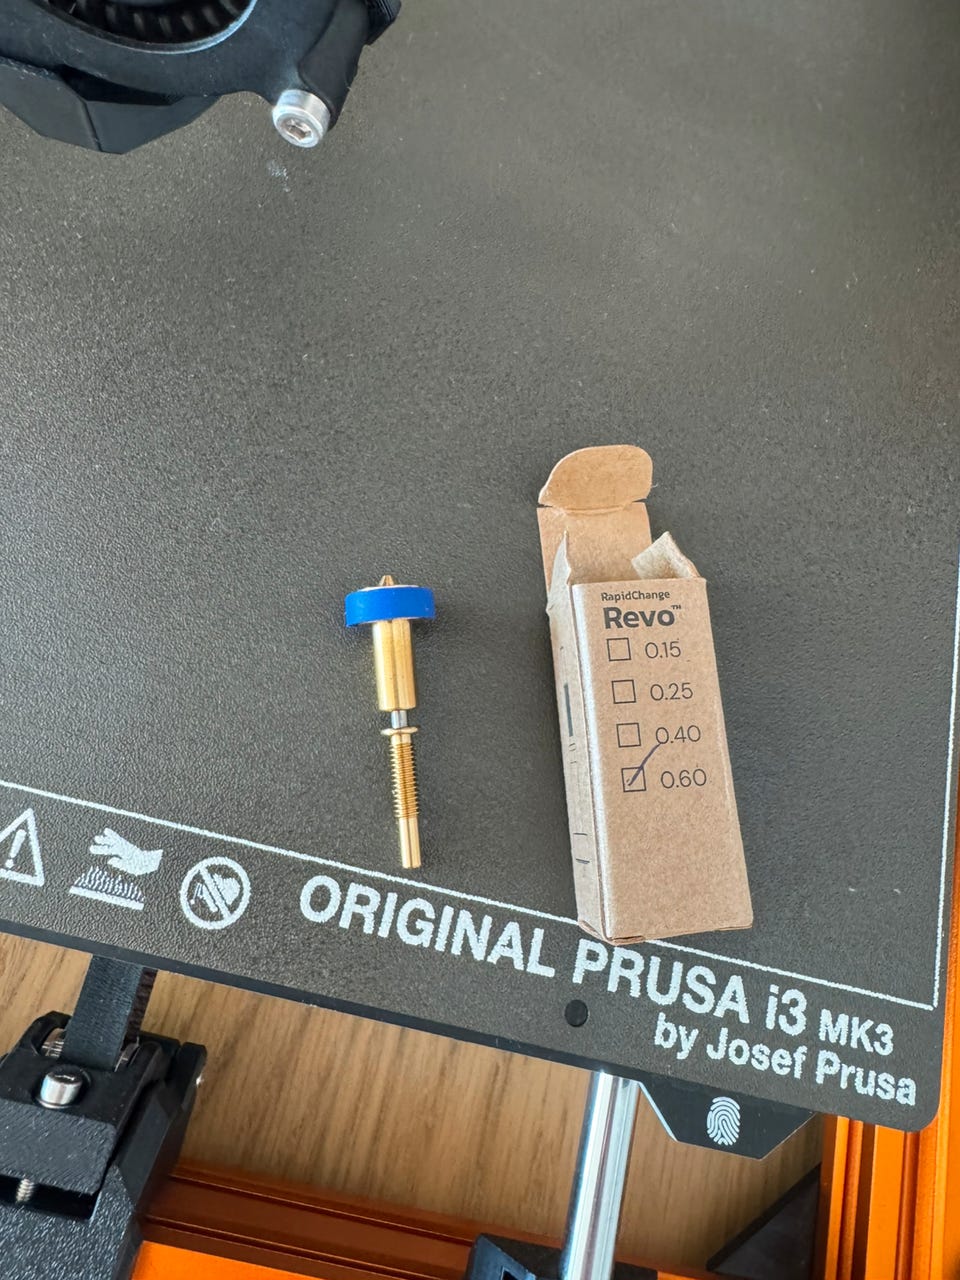 RapidChange
Revo™
0.15
0.25
0.40
0.60
ORIGINAL PRUSA i3 MK3
by Josef Prusa